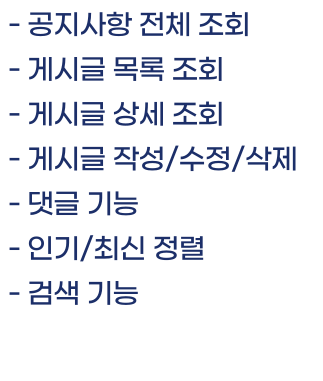 - 공지사항 전체 조회
- 게시글 목록 조회
- 게시글 상세 조회
- 게시글 작성/수정/삭제
- 댓글 기능
- 인기/최신 정렬
- 검색 기능